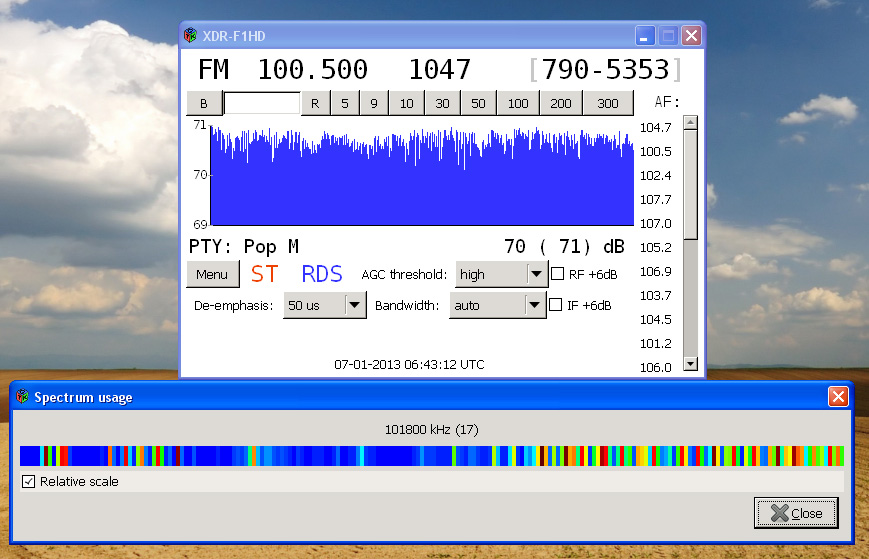 XDR-F1HD
FM 100.500 1047 [790-5353]
B R 5 9 10 30 50 100 200 300 AF:
71
70
69
104.7
100.5
102.4
107.7
107.0
105.2
106.9
103.7
104.5
101.2
106.0
PTY: Pop M 70 ( 71) dB
Menu ST RDS AGC threshold: high RF +6dB
De-emphasis: 50 us Bandwidth: auto IF +6dB
07-01-2013 06:43:12 UTC
Spectrum usage
101800 kHz (17)
Relative scale
Close